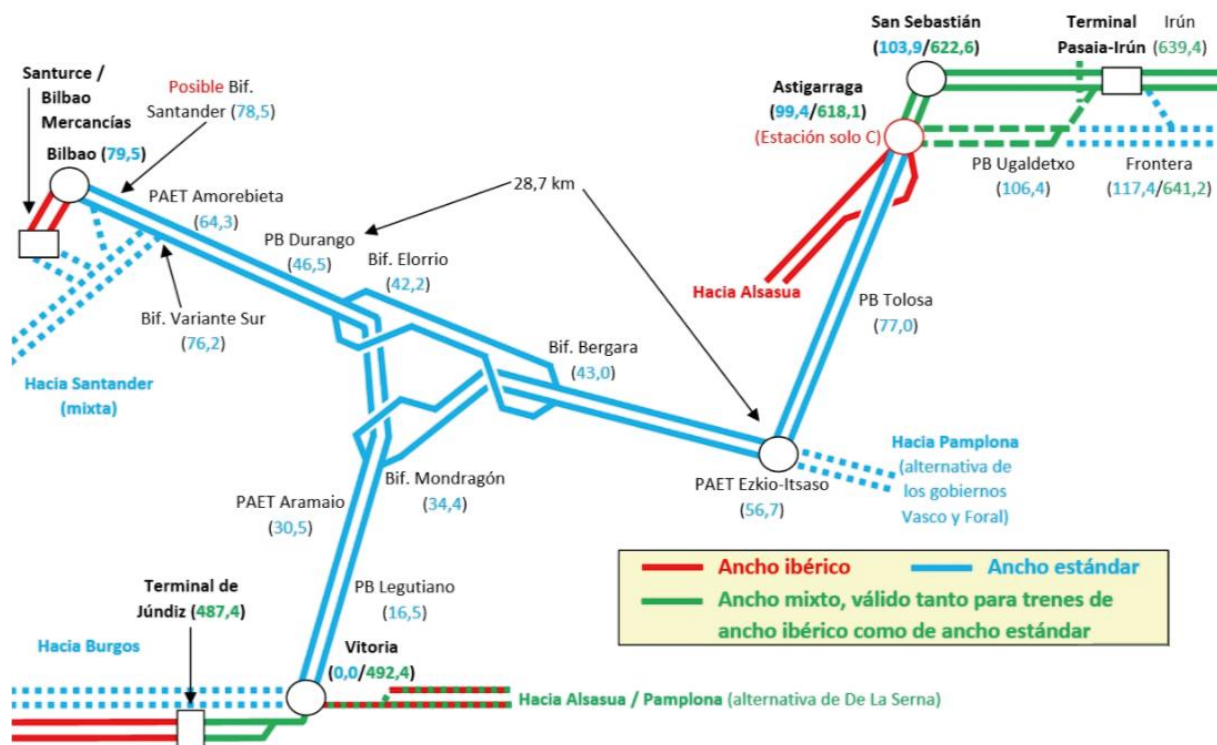 San Sebastián
(103,9/622,6)
Terminal
Pasaia-Irún
Irún
(639,4)
Santurce /
Bilbao
Mercancías
Posible Bif.
Santander (78,5)
Astigarraga
(99,4/618,1)
(Estación solo C)
Bilbao (79,5)
PAET Amorebieta
(64,3)
28,7 km
PB Ugaldetxo
(106,4)
Frontera
(117,4/641,2)
PB Durango
(46,5)
Bif. Elorrio
(42,2)
Hacia Alsasua
PB Tolosa
(77,0)
Bif. Variante Sur
(76,2)
Bif. Bergara
(43,0)
Hacia Santander
(mixta)
Hacia Pamplona
(alternativa de
los gobiernos
Vasco y Foral)
PAET Ezkio-Itsaso
(56,7)
Bif. Mondragón
(34,4)
PAET Aramaio
(30,5)
Ancho ibérico
Ancho estándar
Ancho mixto, válido tanto para trenes de
ancho ibérico como de ancho estándar
Terminal de
Júndiz (487,4)
PB Legutiano
(16,5)
Hacia Burgos
Vitoria
(0,0/492,4)
Hacia Alsasua / Pamplona (alternativa de De La Serna)